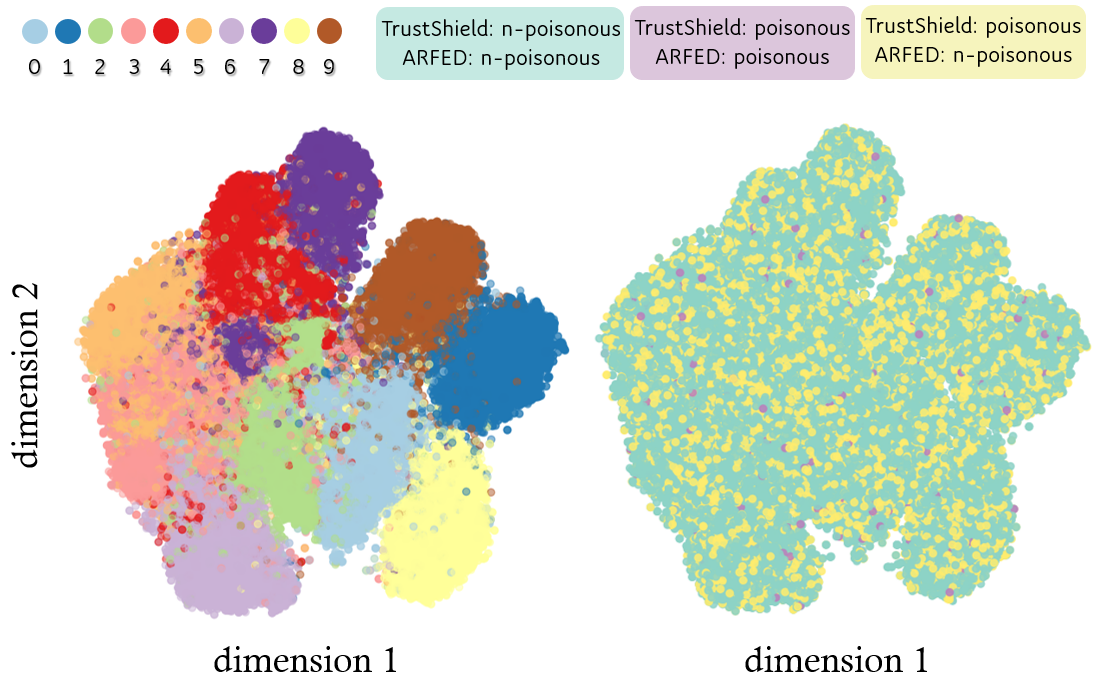 0 1 2 3 4 5 6 7 8 9
TrustShield: n-poisonous
ARFED: n-poisonous
TrustShield: poisonous
ARFED: poisonous
TrustShield: poisonous
ARFED: n-poisonous
dimension 2
dimension 1
dimension 1